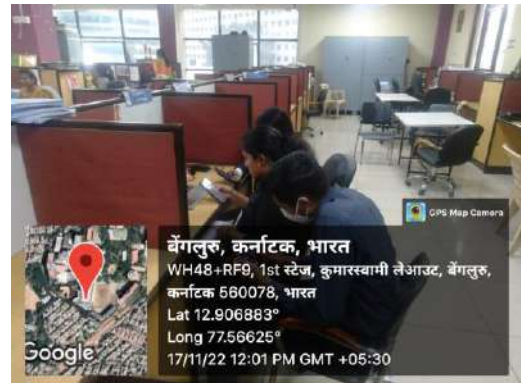 GPS Map Camera
बेंगलुरु, कर्नाटक, भारत
WH48+RF9, 1st स्टेज, कुमारस्वामी लेआउट, बेंगलुरु,
कर्नाटक 560078, भारत
Lat 12.906883°
Long 77.56625°
17/11/22 12:01 PM GMT +05:30
Google